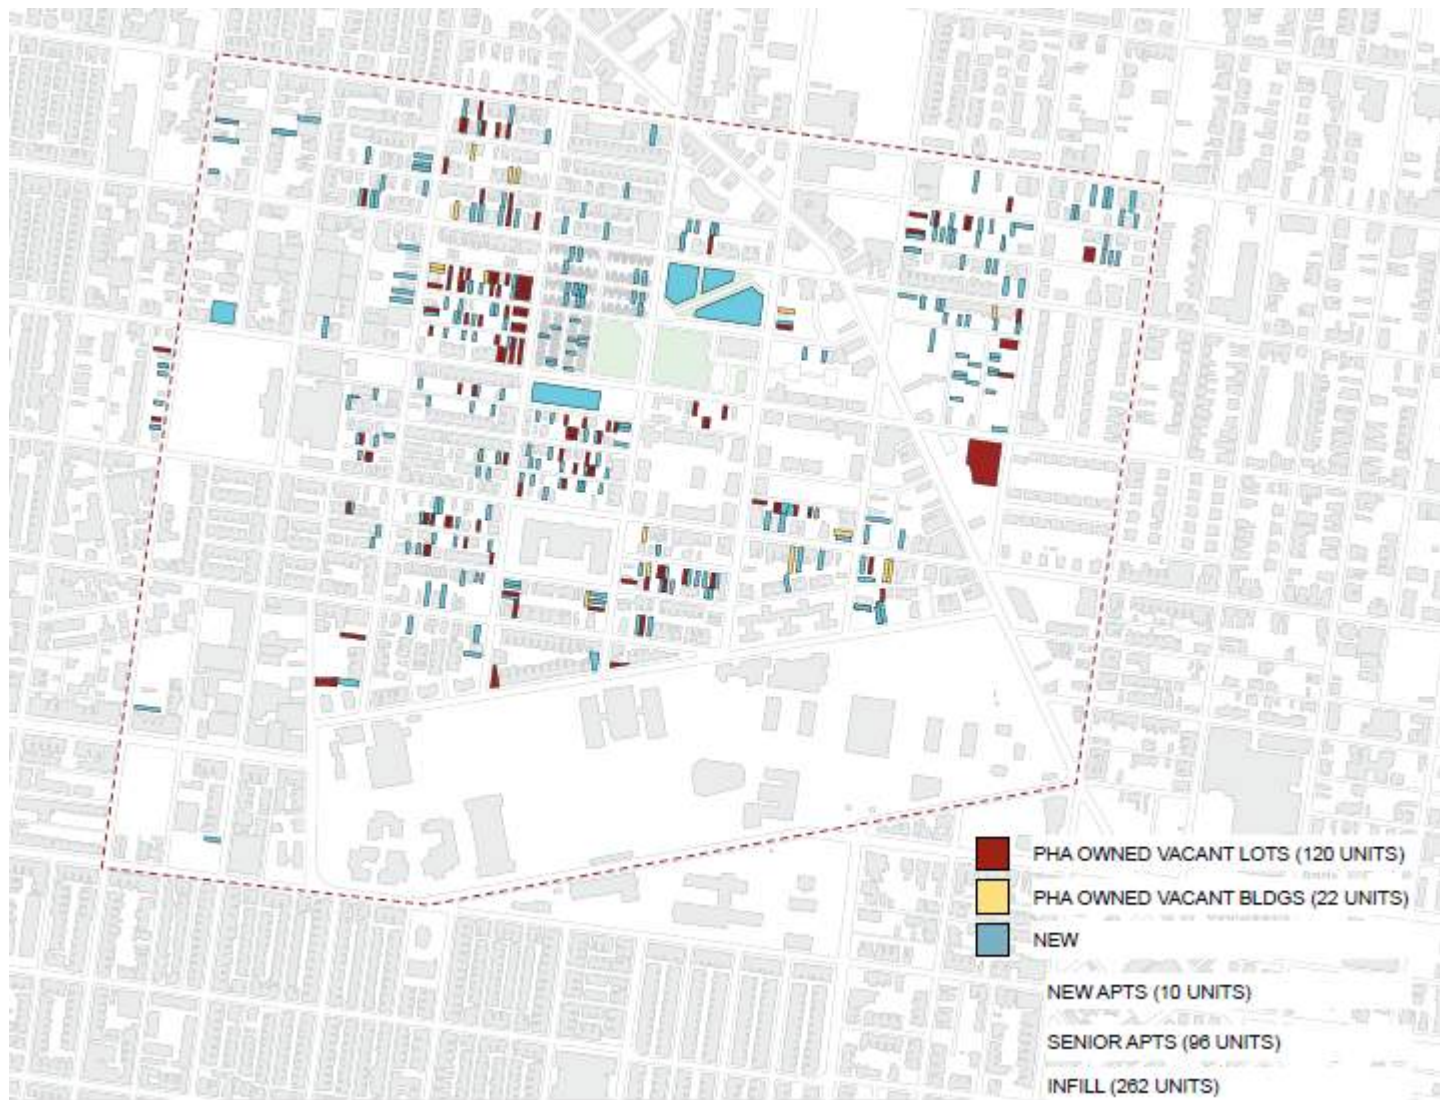 PHA OWNED VACANT LOTS (120 UNITS)
PHA OWNED VACANT BLDGS (22 UNITS)
NEW
NEW APTS (10 UNITS)
SENIOR APTS (96 UNITS)
INFILL (262 UNITS)